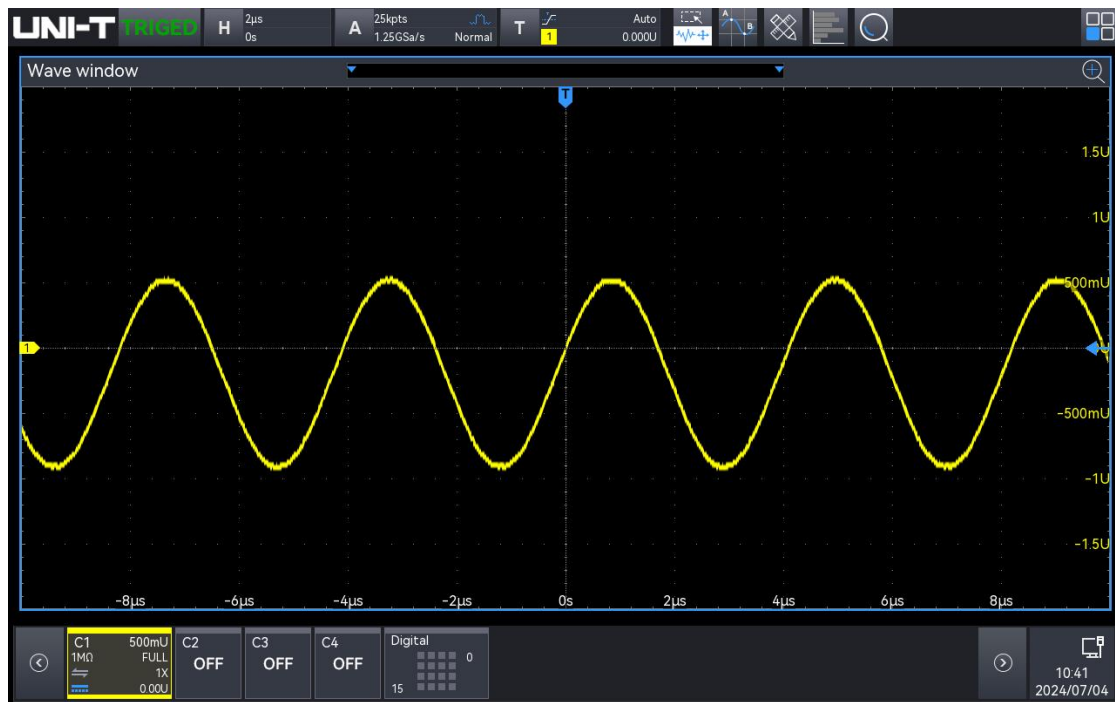 UNI-T TRIGED H 2μs 0s A 25kpts 1.25GSa/s Normal T 1 Auto 0.000U A B
Wave window
T
1.5U
1U
500mU
1
U
-500mU
-1U
-1.5U
-8μs -6μs -4μs -2μs 0s 2μs 4μs 6μs 8μs
C1 500mU
1MΩ FULL
1X
0.00U
C2
OFF
C3
OFF
C4
OFF
Digital
0
15
10:41
2024/07/04